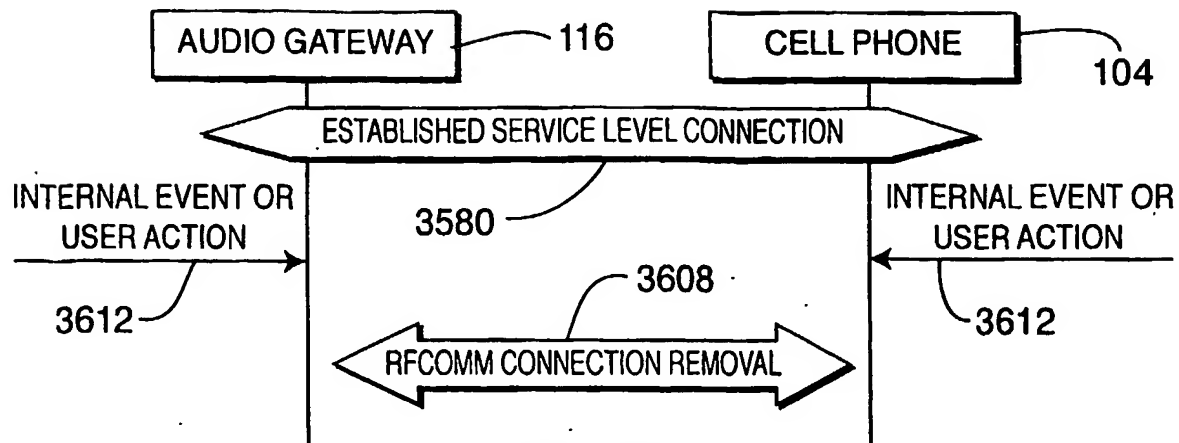 AUDIO GATEWAY
116
CELL PHONE
104
ESTABLISHED SERVICE LEVEL CONNECTION
INTERNAL EVENT OR
USER ACTION
3580
INTERNAL EVENT OR
USER ACTION
3612
3608
3612
RFCOMM CONNECTION REMOVAL